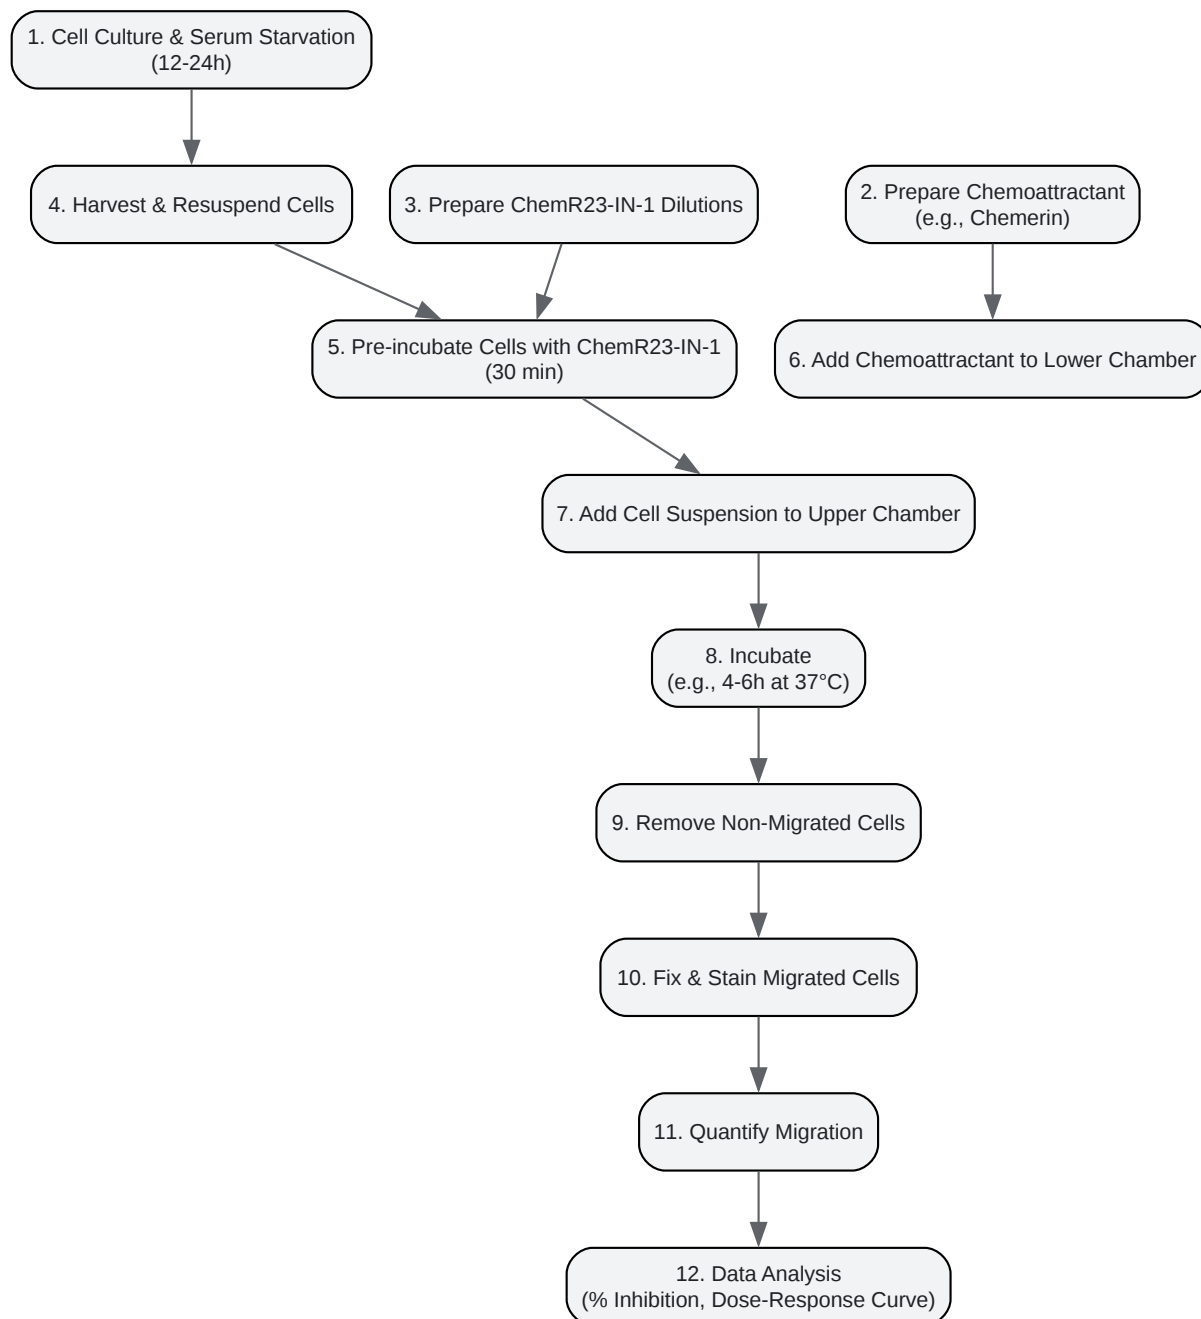 1. Cell Culture & Serum Starvation
(12-24h)
4. Harvest & Resuspend Cells
3. Prepare ChemR23-IN-1 Dilutions
2. Prepare Chemoattractant
(e.g., Chemerin)
5. Pre-incubate Cells with ChemR23-IN-1
(30 min)
6. Add Chemoattractant to Lower Chamber
7. Add Cell Suspension to Upper Chamber
8. Incubate
(e.g., 4-6h at 37°C)
9. Remove Non-Migrated Cells
10. Fix & Stain Migrated Cells
11. Quantify Migration
12. Data Analysis
(% Inhibition, Dose-Response Curve)